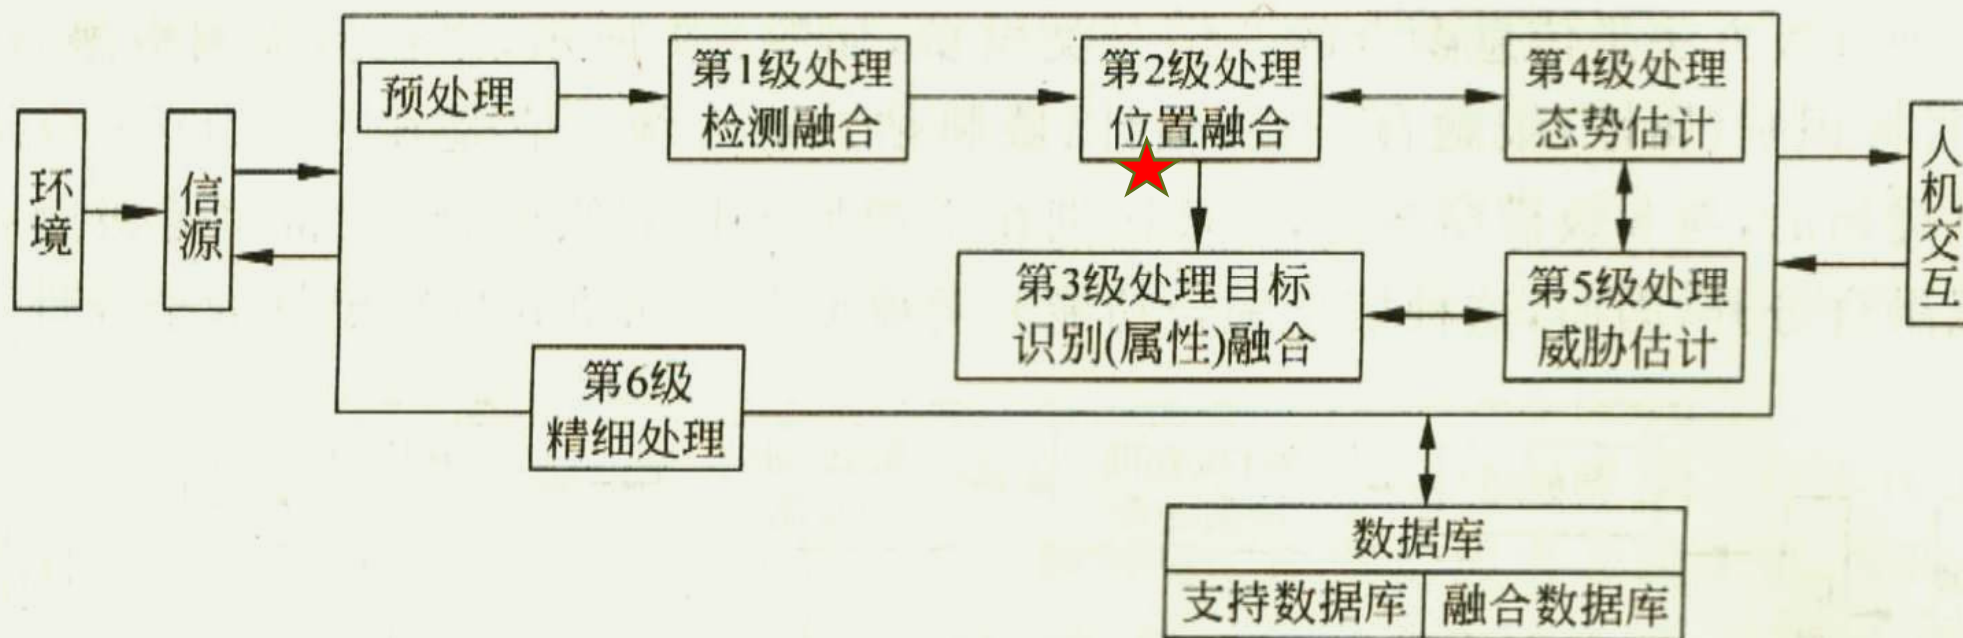 环境
信源
预处理
第1级处理
检测融合
第2级处理
位置融合
第4级处理
态势估计
第3级处理目标
识别(属性)融合
第5级处理
威胁估计
第6级
精细处理
人机交互
数据库
支持数据库
融合数据库